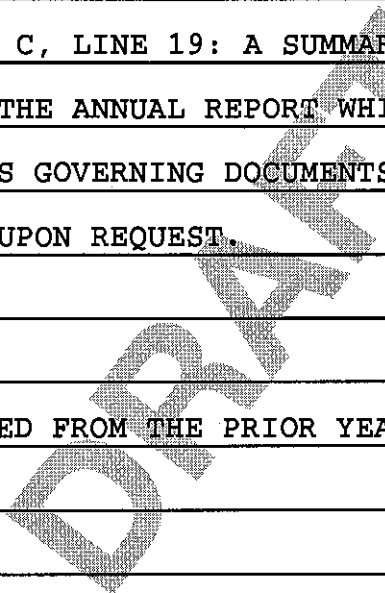 C, LINE 19: A SUMMAR
THE ANNUAL REPORT WHI
S GOVERNING DOCUMENTS
UPON REQUEST.
ED FROM THE PRIOR YEA
DRAFT